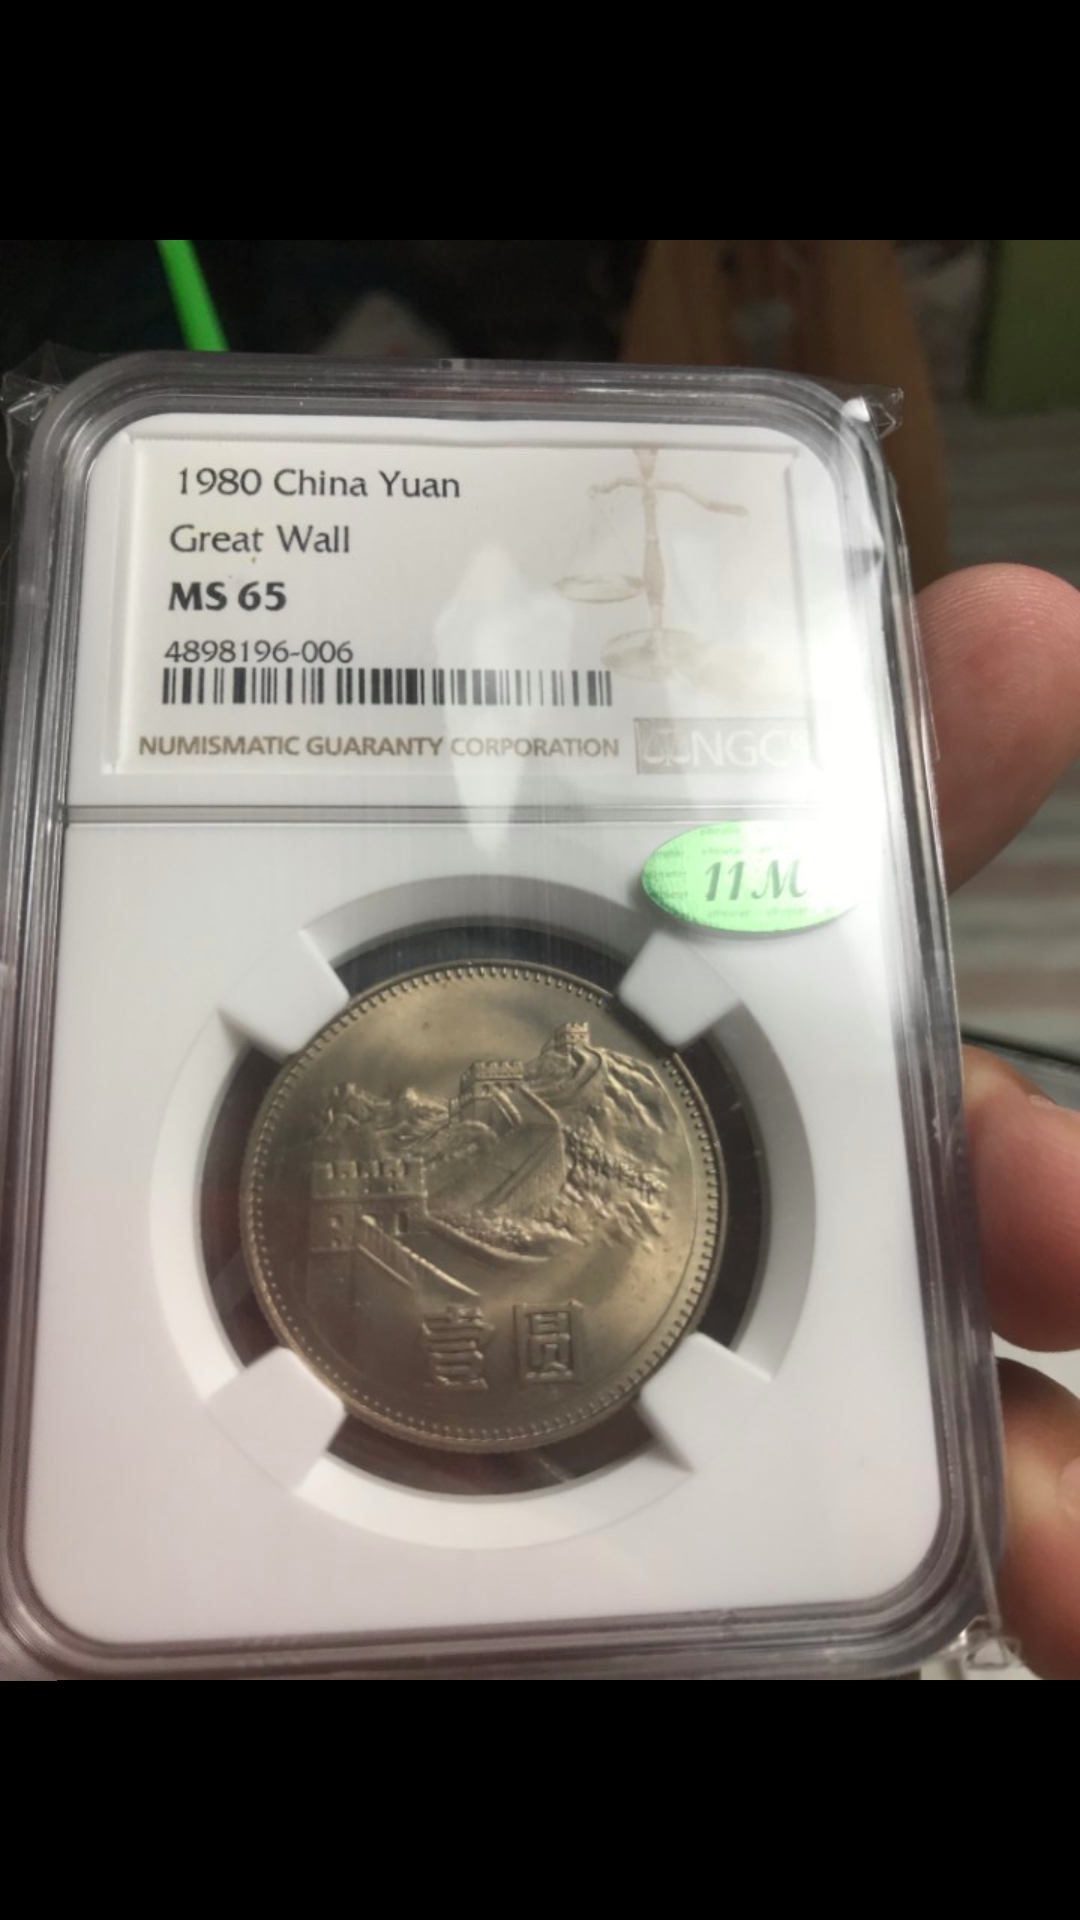 1980 China Yuan
Great Wall
MS 65
4898196-006
NUMISMATIC GUARANTY CORPORATION
NGC
11M
壹圆